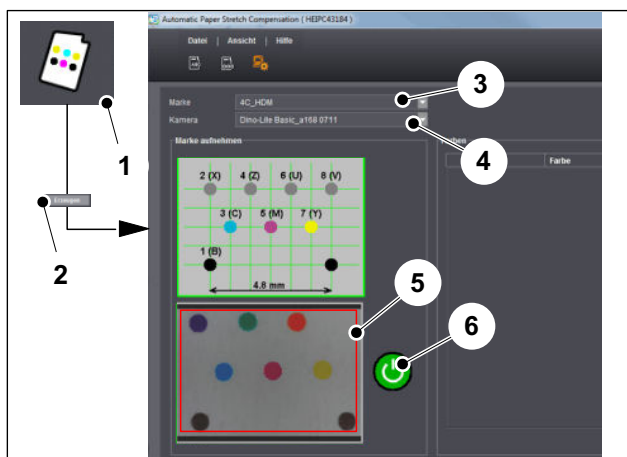 Automatic Paper Stretch Compensation ( HEIPC43184 )
Datei | Ansicht | Hilfe
3
Marke 4C_HDM
Kamera Dino-Lite Basic_a168 0711
1
4
Marke aufnehmen
Farben
Farbe
2 (X) 4 (Z) 6 (U) 8 (V)
2
Erzeugen
3 (C) 5 (M) 7 (Y)
1 (B)
4.8 mm
5
6